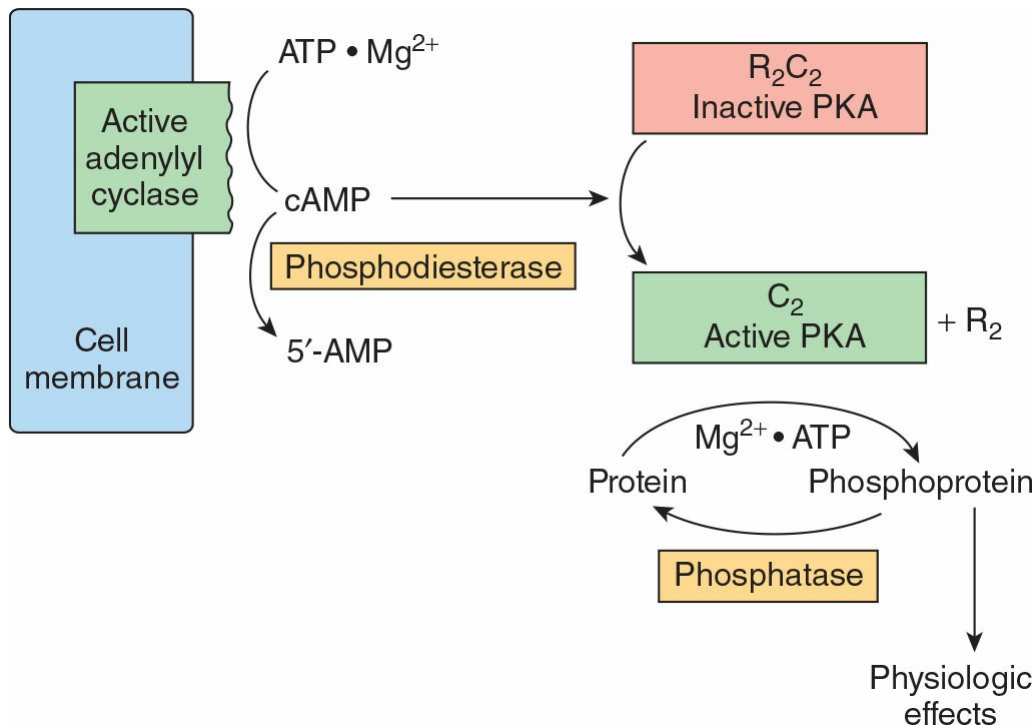 ATP • Mg²⁺
Active
adenylyl
cyclase
cAMP
Phosphodiesterase
5′-AMP
Cell
membrane
R₂C₂
Inactive PKA
C₂
Active PKA
+ R₂
Mg²⁺ • ATP
Protein
Phosphoprotein
Phosphatase
Physiologic
effects